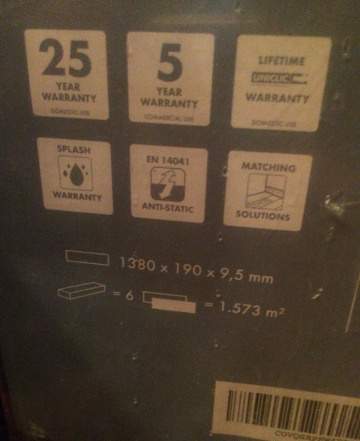 25
YEAR
WARRANTY
DOMESTIC USE
5
YEAR
WARRANTY
COMMERCIAL USE
LIFETIME
UNICLIC
WARRANTY
DOMESTIC USE
SPLASH
WARRANTY
EN 14041
ANTI-STATIC
MATCHING
SOLUTIONS
1380 x 190 x 9,5 mm
= 6 = 1.573 m²